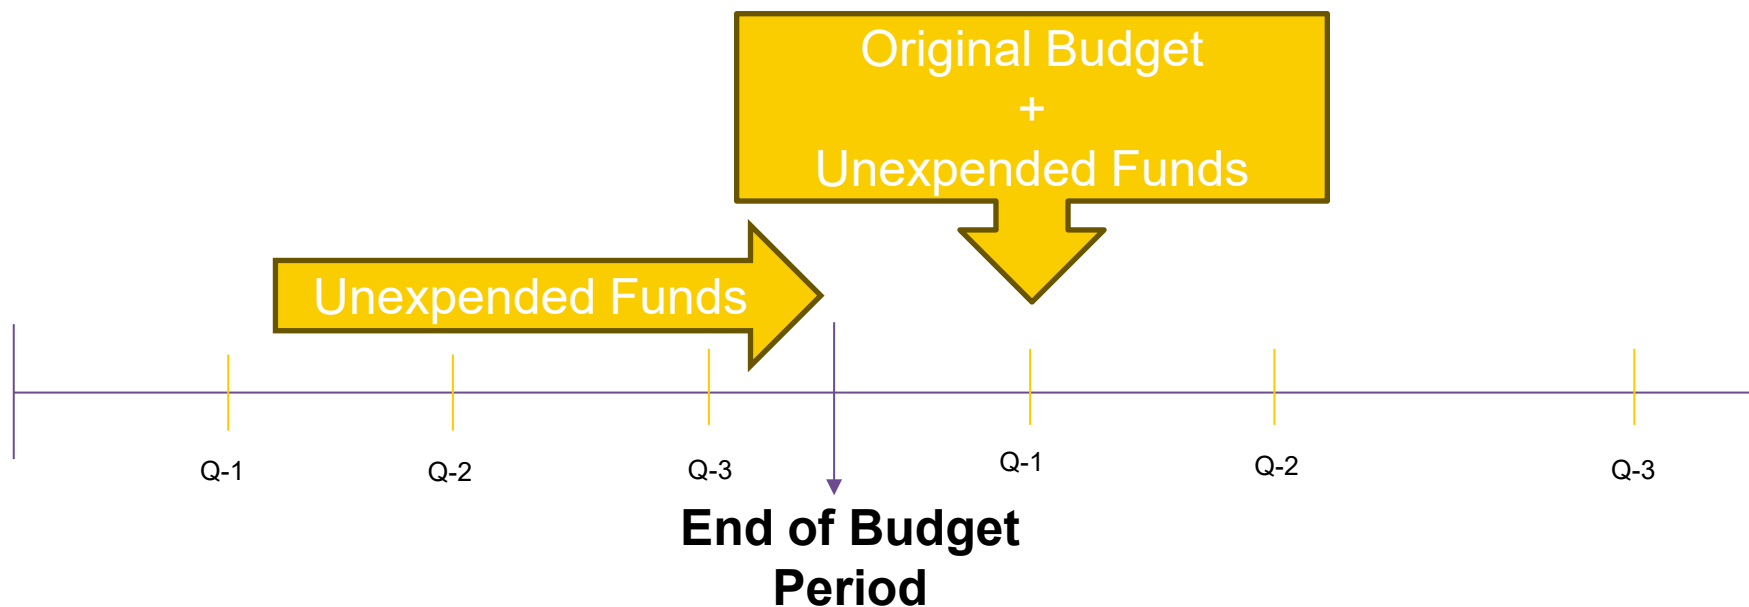 Original Budget
+
Unexpended Funds
Unexpended Funds
Q-1
Q-2
Q-3
Q-1
Q-2
Q-3
End of Budget
Period